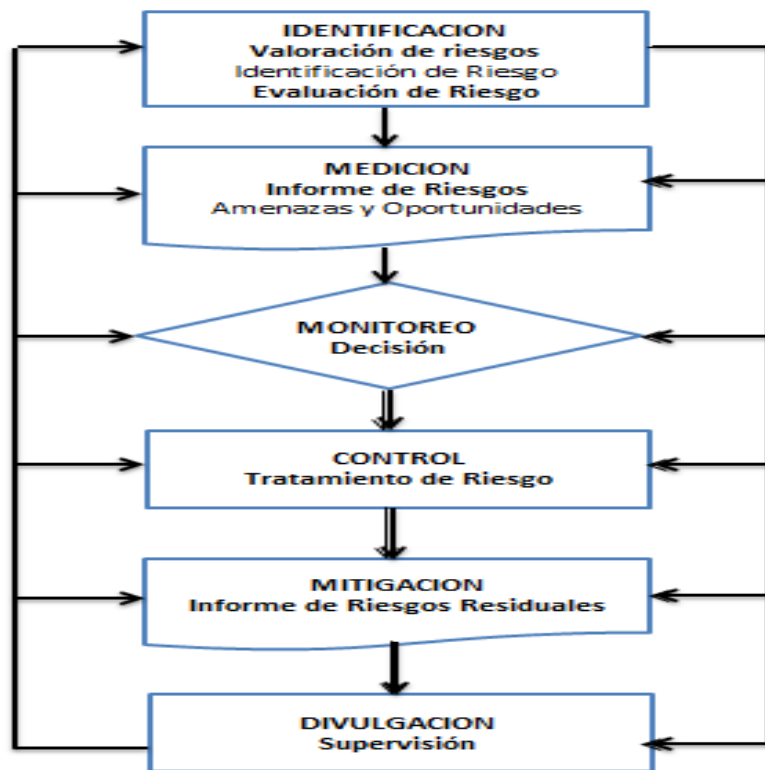 IDENTIFICACION
Valoración de riesgos
Identificación de Riesgo
Evaluación de Riesgo
MEDICION
Informe de Riesgos
Amenazas y Oportunidades
MONITOREO
Decisión
CONTROL
Tratamiento de Riesgo
MITIGACION
Informe de Riesgos Residuales
DIVULGACION
Supervisión